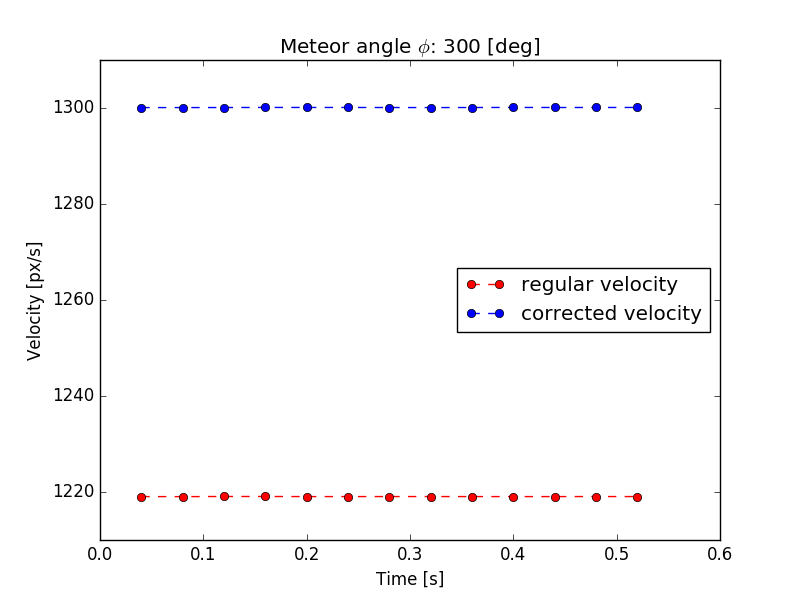 Meteor angle ϕ: 300 [deg]
1300
1280
1260
1240
1220
Velocity [px/s]
regular velocity
corrected velocity
0.0 0.1 0.2 0.3 0.4 0.5 0.6
Time [s]